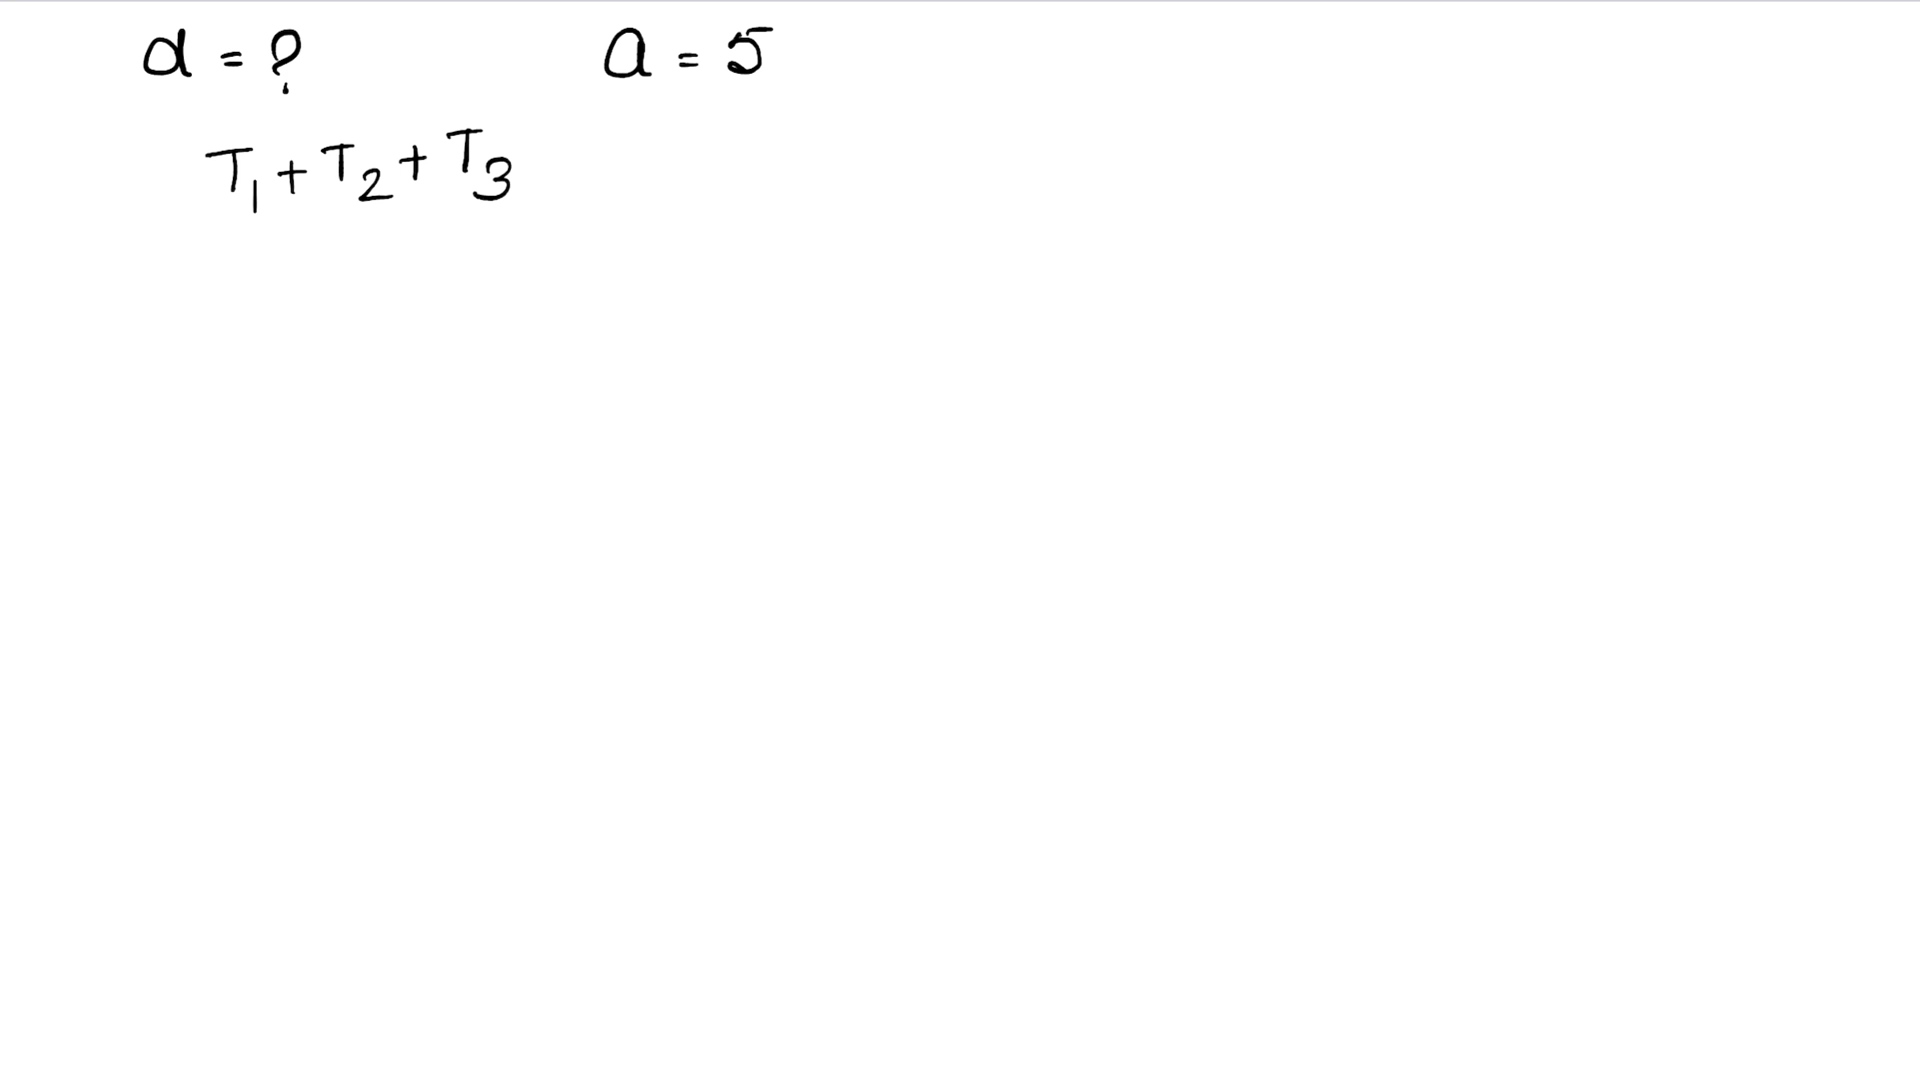 d = ? a = 5
T₁ + T₂ + T₃